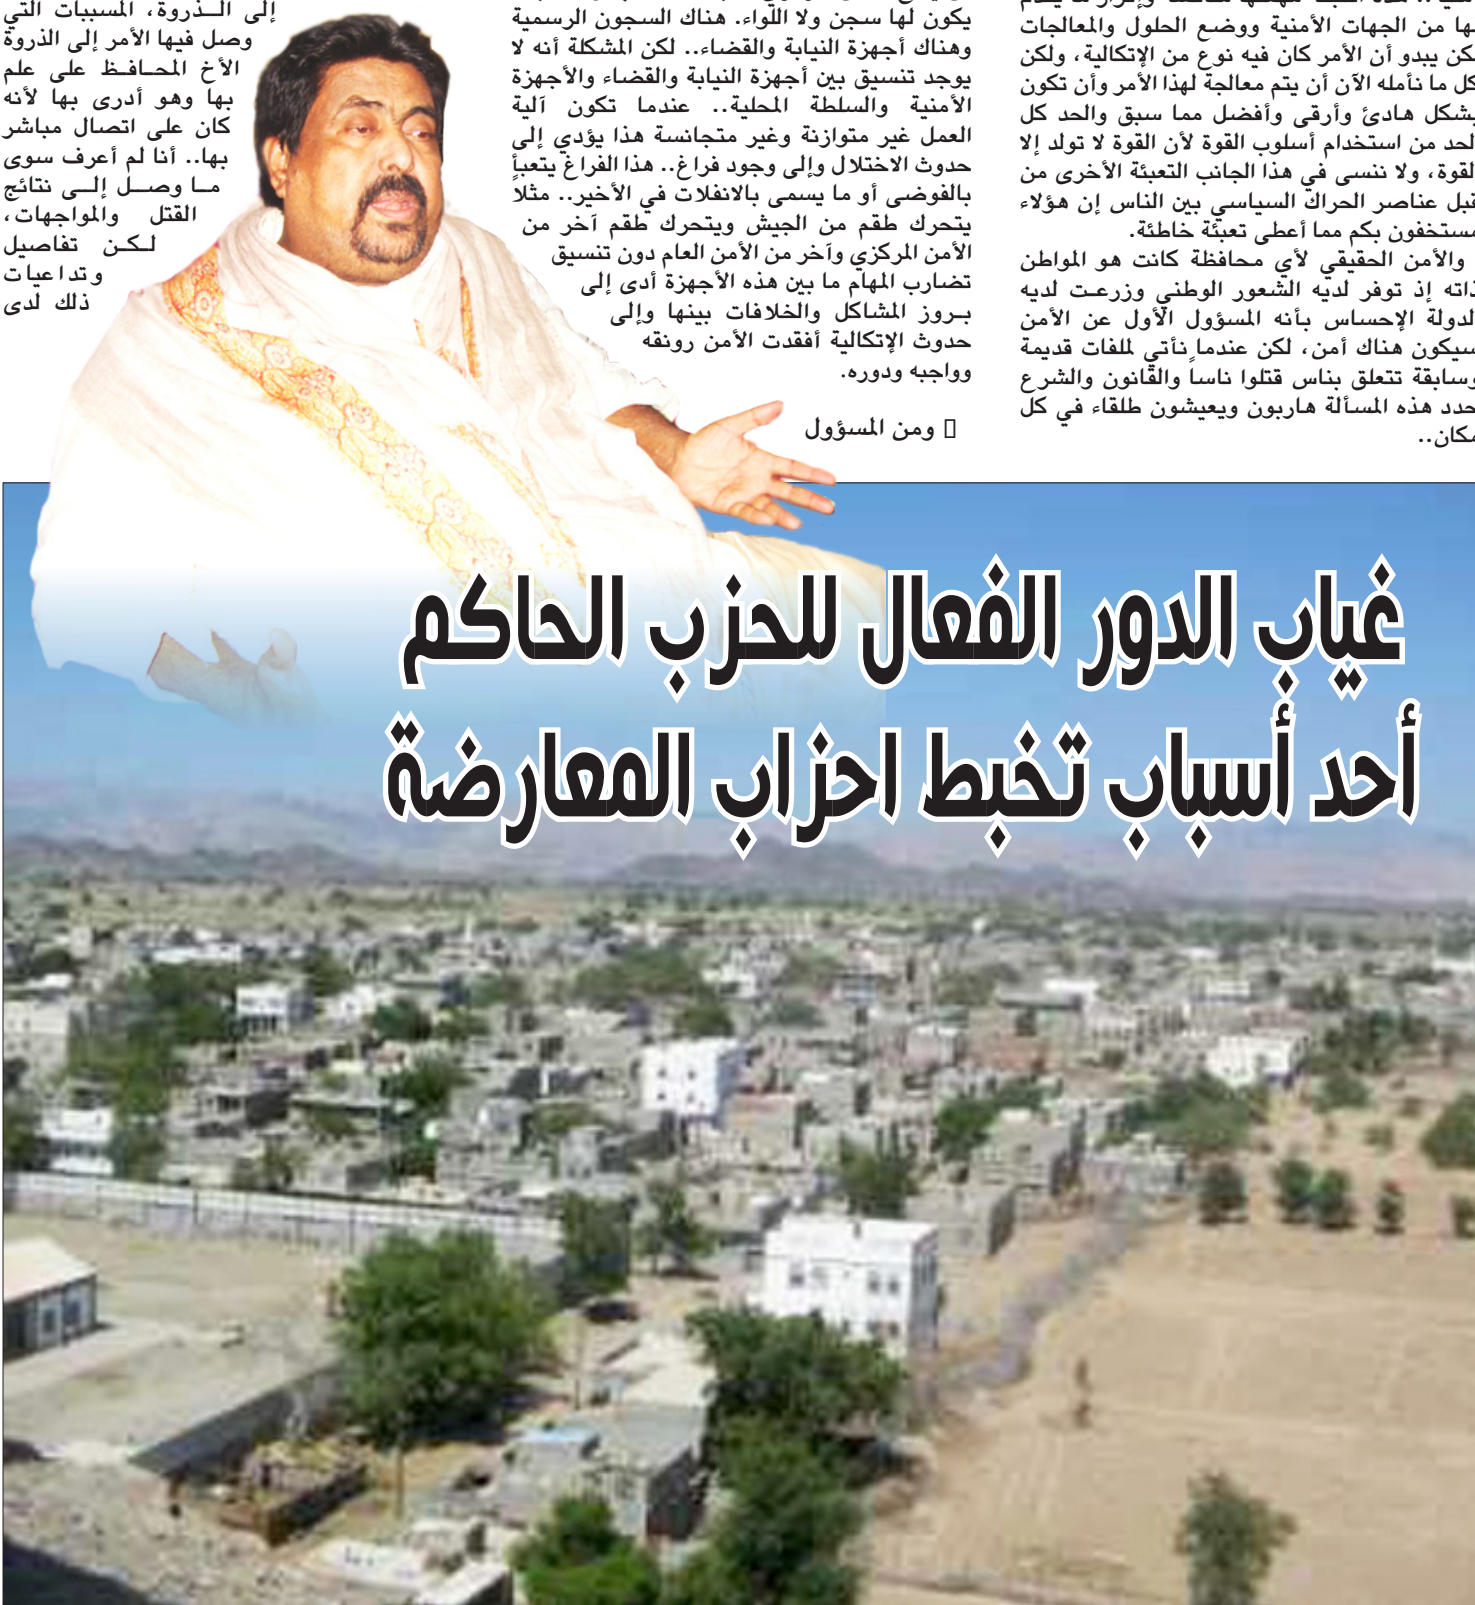 لها من الجهات الأمنية ووضع الحلول والمعالجات
لكن يبدو أن الأمر كان فيه نوع من الإتكالية، ولكن
كل ما نأمله الآن أن يتم معالجة لهذا الأمر وأن تكون
بشكل هادئ وأرقى وأفضل مما سبق والحد كل
الحد من استخدام أسلوب القوة لأن القوة لا تولد إلا
القوة، ولا ننسى في هذا الجانب التعبئة الأخرى من
قبل عناصر الحراك السياسي بين الناس إن هؤلاء
مستخفون بكم مما أعطى تعبئة خاطئة.
والأمن الحقيقي لأي محافظة كانت هو المواطن
ذاته إذ توفر لديه الشعور الوطني وزرعت لديه
الدولة الإحساس بأنه المسؤول الأول عن الأمن
سيكون هناك أمن، لكن عندما نأتي لملفات قديمة
وسابقة تتعلق بناس قتلوا ناساً والقانون والشرع
حدد هذه المسألة هاربون ويعيشون طلقاء في كل
مكان..
يكون لها سجن ولا اللواء. هناك السجون الرسمية
وهناك أجهزة النيابة والقضاء.. لكن المشكلة أنه لا
يوجد تنسيق بين أجهزة النيابة والقضاء والأجهزة
الأمنية والسلطة المحلية.. عندما تكون آلية
العمل غير متوازنة وغير متجانسة هذا يؤدي إلى
حدوث الاختلال وإلى وجود فراغ.. هذا الفراغ يتعبأ
بالفوضى أو ما يسمى بالانفلات في الأخير.. مثلاً
يتحرك طقم من الجيش ويتحرك طقم آخر من
الأمن المركزي وآخر من الأمن العام دون تنسيق
تضارب المهام ما بين هذه الأجهزة أدى إلى
بـروز المشاكل والخلافات بينها وإلى
حدوث الإتكالية أفقدت الأمن رونقه
وواجبه ودوره.
▯ ومن المسؤول
إلى الــذروة، المسببات التي
وصل فيها الأمر إلى الذروة
الأخ المحـافـظ على علم
بها وهو أدرى بها لأنه
كان على اتصال مباشر
بها.. أنا لم أعرف سوى
مـا وصــل إلــى نتائج
القتل والمواجهات،
لـكـن تفاصيل
وتداعيات
ذلك لدى
غياب الدور الفعال للحزب الحاكم
أحد أسباب تخبط احزاب المعارضة